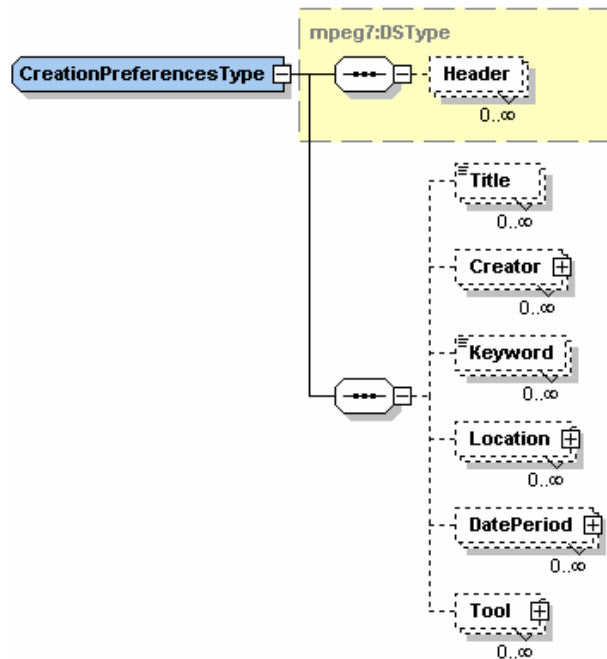 mpeg7:DSType
CreationPreferencesType
Header
0..∞
Title
0..∞
Creator
0..∞
Keyword
0..∞
Location
0..∞
DatePeriod
0..∞
Tool
0..∞